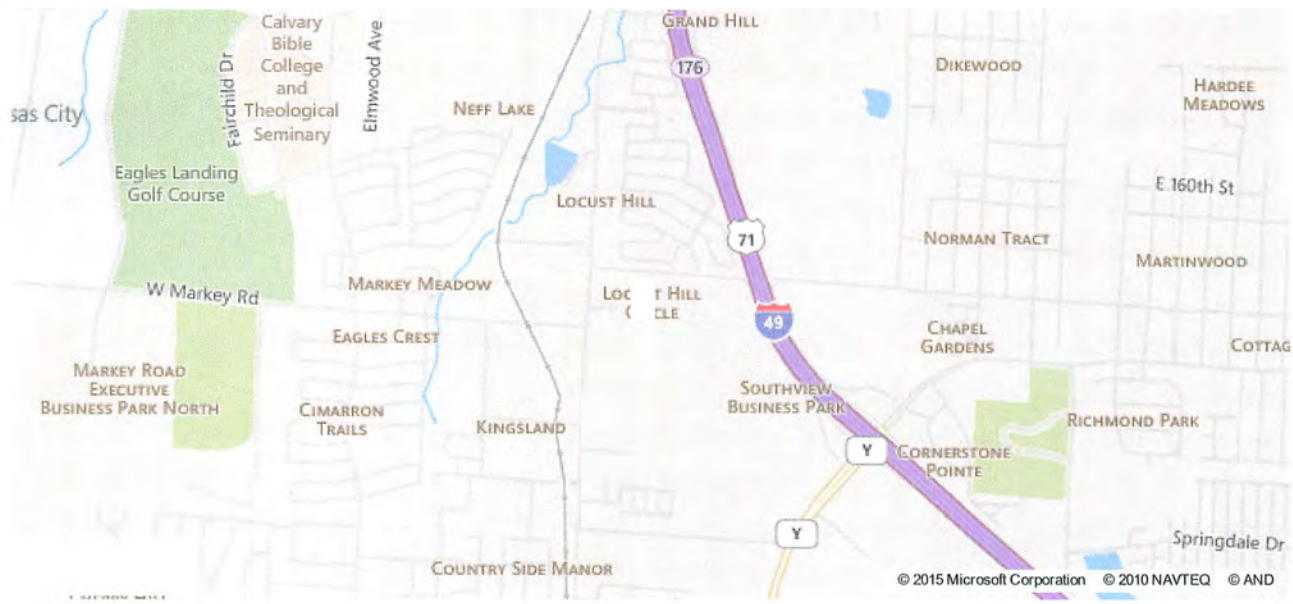 GRAND HILL
Calvary
Bible
College
and
Theological
Seminary
Fairchild Dr
Elmwood Ave
176
DIKEWOOD
HARDEE
MEADOWS
NEFF LAKE
sas City
Eagles Landing
Golf Course
E 160th St
LOCUST HILL
71
NORMAN TRACT
MARTINWOOD
W Markey Rd
MARKEY MEADOW
49
EAGLES CREST
CHAPEL
GARDENS
COTTAG
MARKEY ROAD
EXECUTIVE
BUSINESS PARK NORTH
CIMARRON
TRAILS
KINGSLAND
SOUTHVIEW
BUSINESS PARK
RICHMOND PARK
Y
CORNERSTONE
POINTE
Y
Springdale Dr
COUNTRY SIDE MANOR
© 2015 Microsoft Corporation © 2010 NAVTEQ © AND